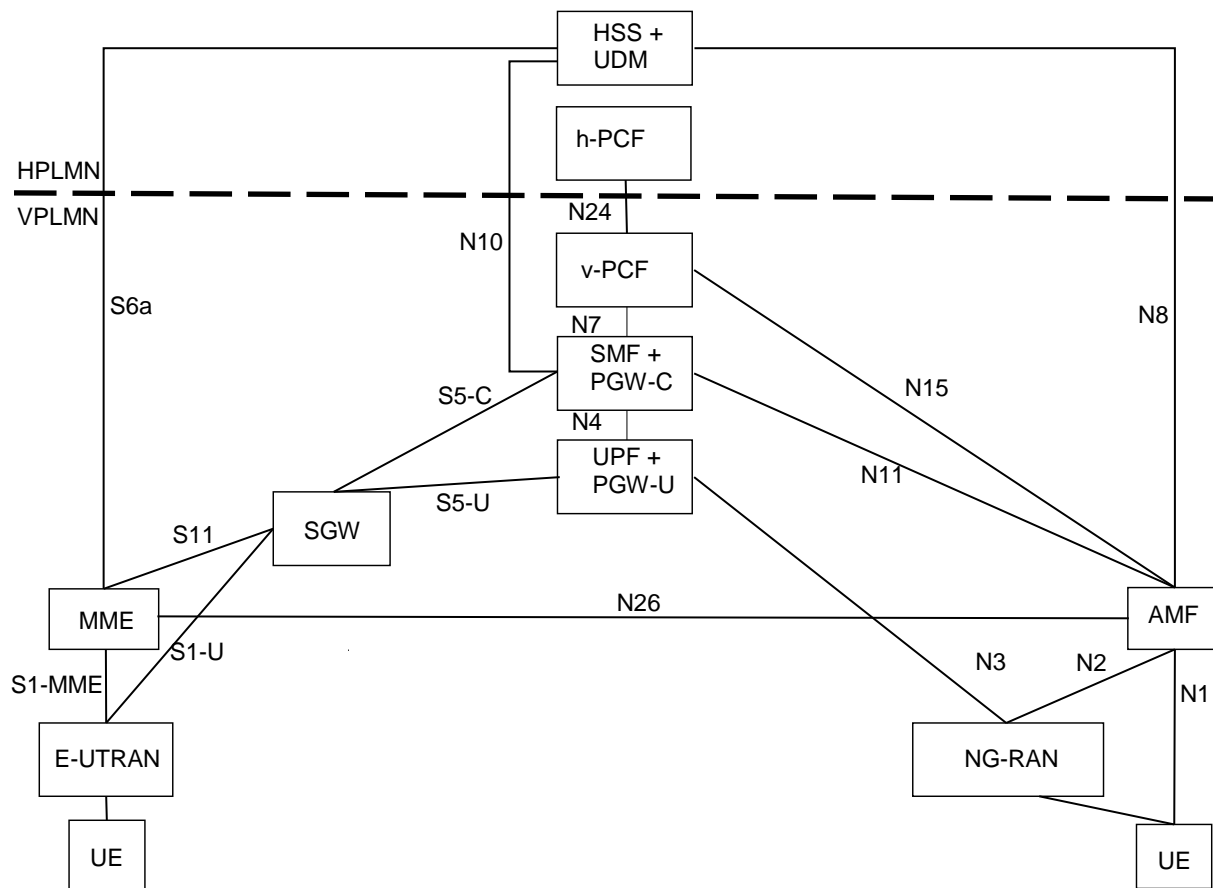 HSS +
UDM
h-PCF
HPLMN
VPLMN
N24
N10
v-PCF
S6a
N8
N7
SMF +
PGW-C
S5-C
N15
N4
UPF +
PGW-U
N11
S5-U
S11
SGW
N26
MME
AMF
S1-U
N3
N2
S1-MME
N1
E-UTRAN
NG-RAN
UE
UE